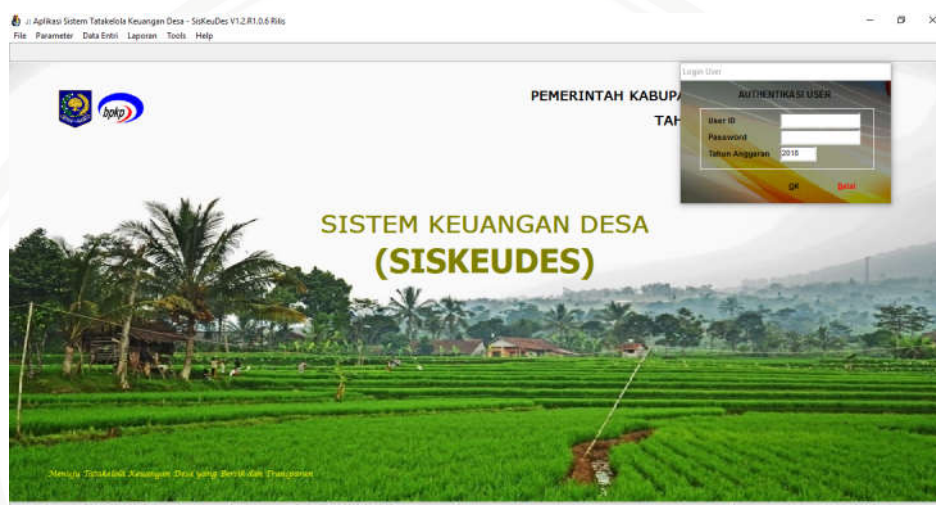 .:: Aplikasi Sistem Tatakelola Keuangan Desa - SisKeuDes V1.2.R1.0.6 Rilis
File Parameter Data Entri Laporan Tools Help
Login User
bpkp
PEMERINTAH KABUPA
TAH
AUTHENTIKASI USER
User ID
Password
Tahun Anggaran 2016
OK Batal
SISTEM KEUANGAN DESA
(SISKEUDES)
Menuju Tatakelola Keuangan Desa yang Bersih dan Transparan